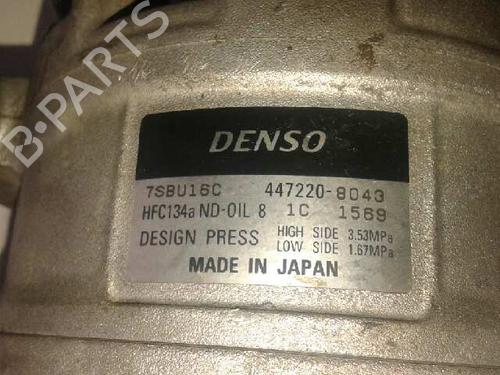 B-PARTS
DENSO
7SBU16C 447220-8043
HFC134a ND-OIL 8 1C 1569
DESIGN PRESS HIGH SIDE 3.53MPa
LOW SIDE 1.67MPa
MADE IN JAPAN